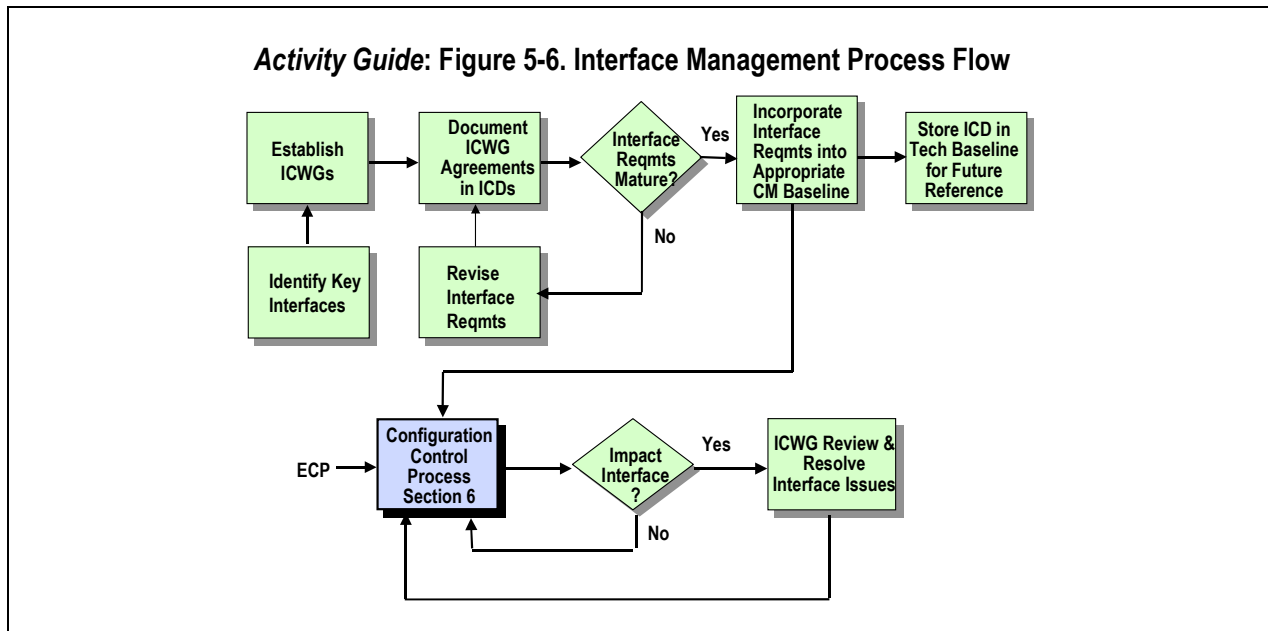 Activity Guide: Figure 5-6. Interface Management Process Flow
Establish
ICWGs
Document
ICWG
Agreements
in ICDs
Interface
Reqmts
Mature?
Yes
Incorporate
Interface
Reqmts into
Appropriate
CM Baseline
Store ICD in
Tech Baseline
for Future
Reference
No
Identify Key
Interfaces
Revise
Interface
Reqmts
ECP
Configuration
Control
Process
Section 6
Impact
Interface
?
Yes
No
ICWG Review &
Resolve
Interface Issues